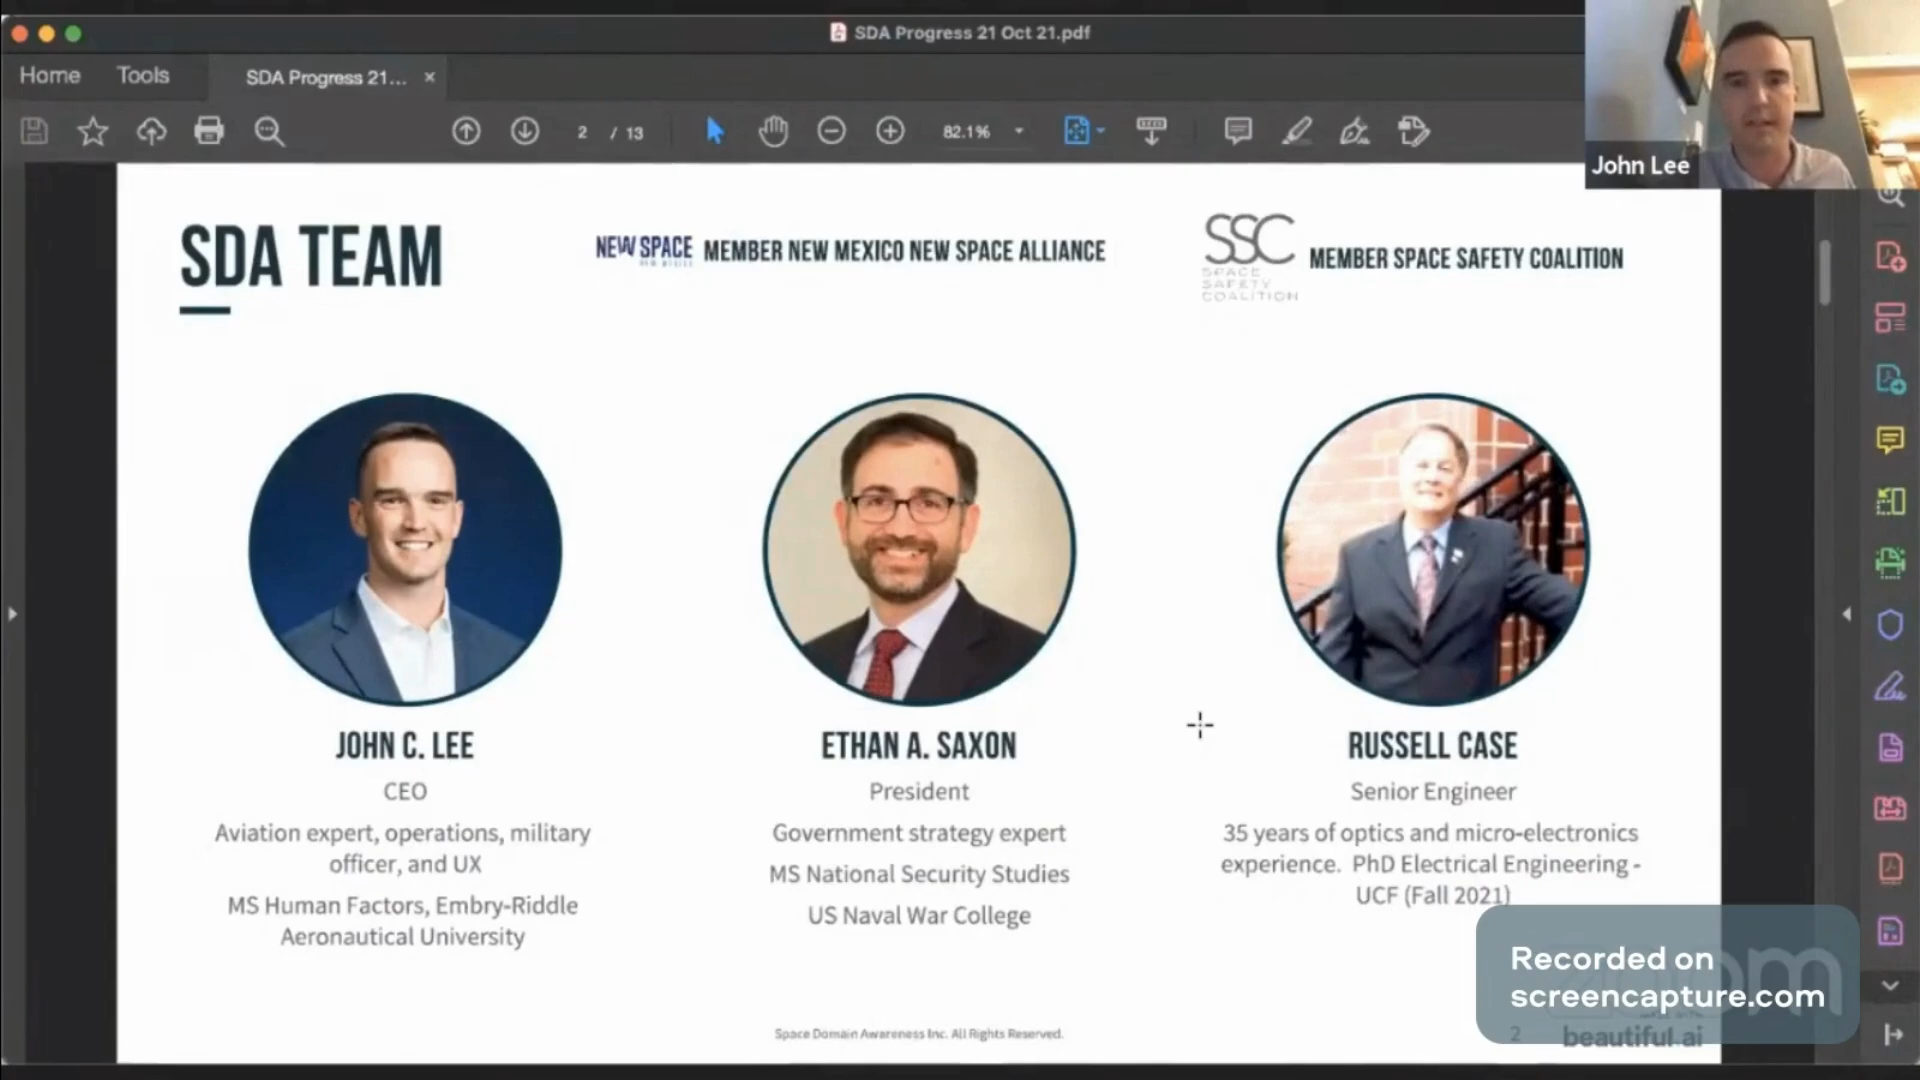 SDA Progress 21 Oct 21.pdf
Home
Tools
SDA Progress 21...
2 / 13
82.1%
John Lee
SDA TEAM
NEW SPACE
NEW MEXICO
MEMBER NEW MEXICO NEW SPACE ALLIANCE
SSC
SPACE
SAFETY
COALITION
MEMBER SPACE SAFETY COALITION
JOHN C. LEE
CEO
Aviation expert, operations, military
officer, and UX
MS Human Factors, Embry-Riddle
Aeronautical University
ETHAN A. SAXON
President
Government strategy expert
MS National Security Studies
US Naval War College
RUSSELL CASE
Senior Engineer
35 years of optics and micro-electronics
experience. PhD Electrical Engineering -
UCF (Fall 2021)
Recorded on
screencapture.com
zoom
Space Domain Awareness Inc. All Rights Reserved.
2
beautiful.ai